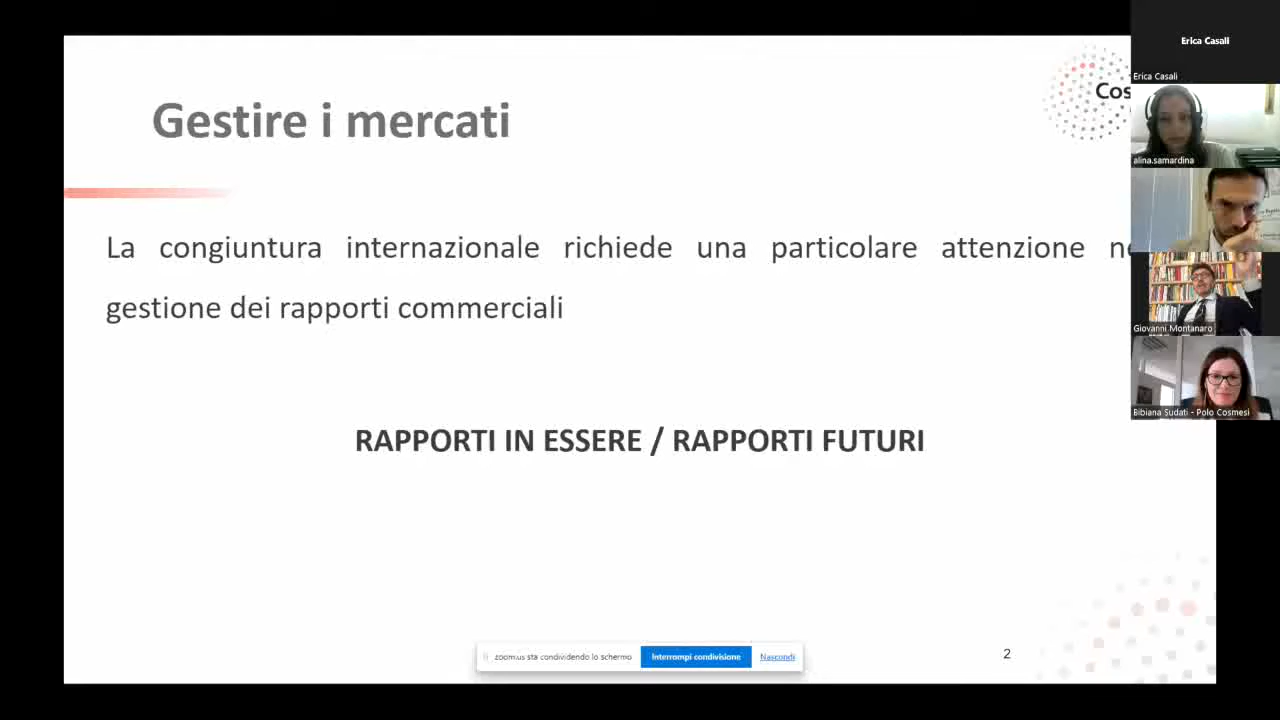 Gestire i mercati
Cos
La congiuntura internazionale richiede una particolare attenzione
gestione dei rapporti commerciali
RAPPORTI IN ESSERE / RAPPORTI FUTURI
zoom.us sta condividendo lo schermo
Interrompi condivisione
Nascondi
2
Erica Casali
Erica Casali
alina.samardina
Giovanni Montanaro
Bibiana Sudati - Polo Cosmesi